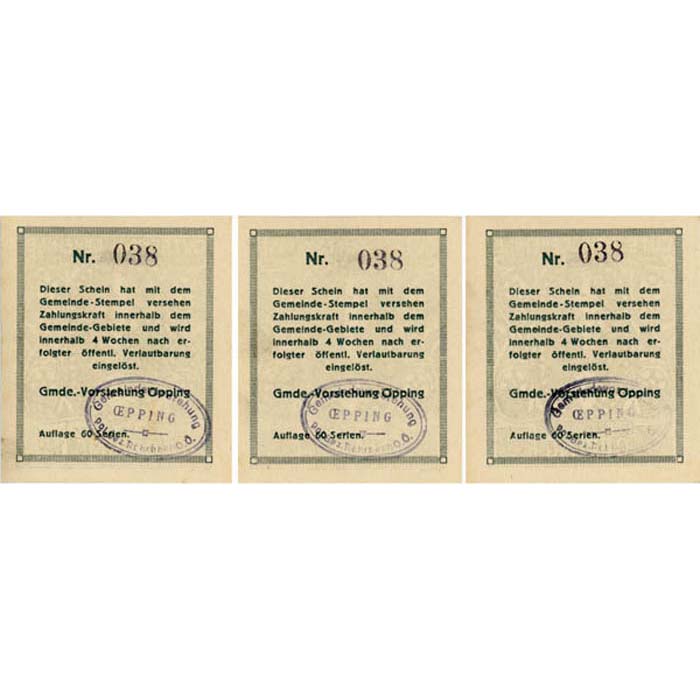 Nr. 038
Dieser Schein hat mit dem
Gemeinde-Stempel versehen
Zahlungskraft innerhalb dem
Gemeinde-Gebiete und wird
innerhalb 4 Wochen nach er-
folgter öffentl. Verlautbarung
eingelöst.
Gmde.-Vorstehung Öpping
Auflage 60 Serien.
Gemeindevorstehung
ŒPPING
O.Ö.
Nr. 038
Dieser Schein hat mit dem
Gemeinde-Stempel versehen
Zahlungskraft innerhalb dem
Gemeinde-Gebiete und wird
innerhalb 4 Wochen nach er-
folgter öffentl. Verlautbarung
eingelöst.
Gmde.-Vorstehung Öpping
Auflage 60 Serien.
Gemeindevorstehung
ŒPPING
O.Ö.
Nr. 038
Dieser Schein hat mit dem
Gemeinde-Stempel versehen
Zahlungskraft innerhalb dem
Gemeinde-Gebiete und wird
innerhalb 4 Wochen nach er-
folgter öffentl. Verlautbarung
eingelöst.
Gmde.-Vorstehung Öpping
Auflage 60 Serien.
ŒPPING